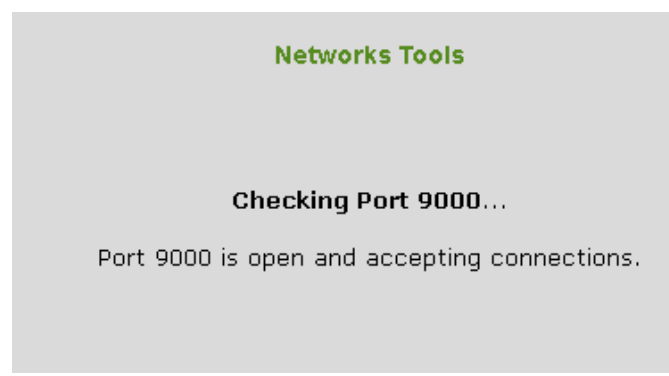 Networks Tools
Checking Port 9000...
Port 9000 is open and accepting connections.